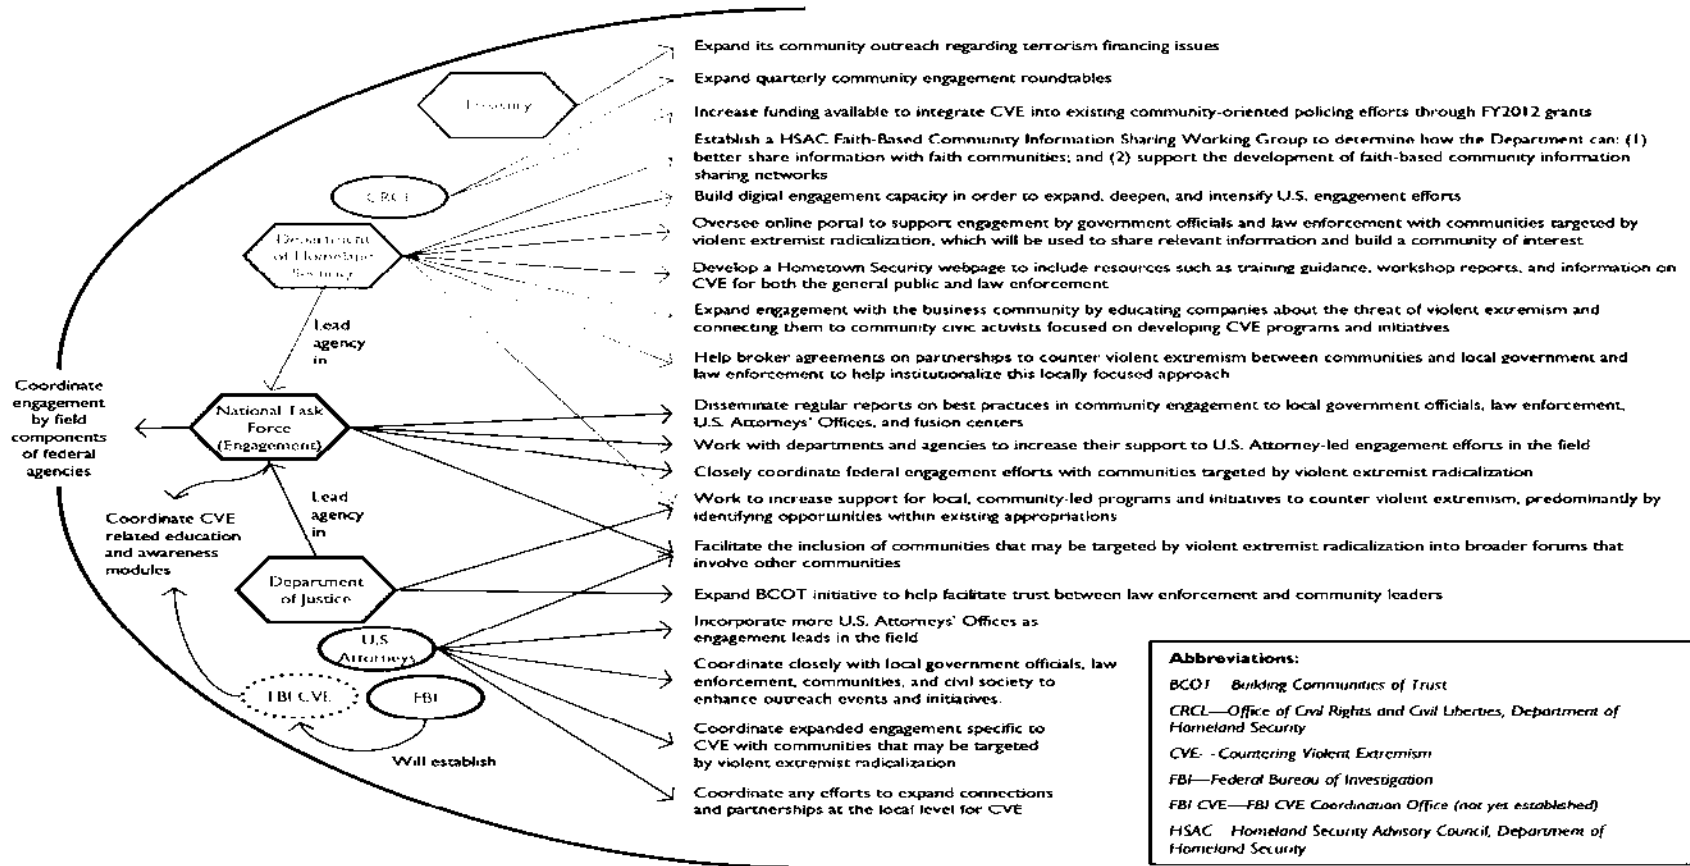 Expand its community outreach regarding terrorism financing issues
Expand quarterly community engagement roundtables
Treasury
Increase funding available to integrate CVE into existing community-oriented policing efforts through FY2012 grants
Establish a HSAC Faith-Based Community Information Sharing Working Group to determine how the Department can: (1)
better share information with faith communities; and (2) support the development of faith-based community information
sharing networks
CRCL
Build digital engagement capacity in order to expand, deepen, and intensify U.S. engagement efforts
Department
of Homeland
Security
Oversee online portal to support engagement by government officials and law enforcement with communities targeted by
violent extremist radicalization, which will be used to share relevant information and build a community of interest
Develop a Hometown Security webpage to include resources such as training guidance, workshop reports, and information on
CVE for both the general public and law enforcement
Expand engagement with the business community by educating companies about the threat of violent extremism and
connecting them to community civic activists focused on developing CVE programs and initiatives
Lead
agency
in
Help broker agreements on partnerships to counter violent extremism between communities and local government and
law enforcement to help institutionalize this locally focused approach
Coordinate
engagement
by field
components
of federal
agencies
National Task
Force
(Engagement)
Disseminate regular reports on best practices in community engagement to local government officials, law enforcement,
U.S. Attorneys' Offices, and fusion centers
Work with departments and agencies to increase their support to U.S. Attorney-led engagement efforts in the field
Closely coordinate federal engagement efforts with communities targeted by violent extremist radicalization
Lead
agency
in
Work to increase support for local, community-led programs and initiatives to counter violent extremism, predominantly by
identifying opportunities within existing appropriations
Coordinate CVE
related education
and awareness
modules
Facilitate the inclusion of communities that may be targeted by violent extremist radicalization into broader forums that
involve other communities
Department
of Justice
Expand BCOT initiative to help facilitate trust between law enforcement and community leaders
Incorporate more U.S. Attorneys' Offices as
engagement leads in the field
U.S
Attorneys
Coordinate closely with local government officials, law
enforcement, communities, and civil society to
enhance outreach events and initiatives.
FBI CVE
FBI
Coordinate expanded engagement specific to
CVE with communities that may be targeted
by violent extremist radicalization
Will establish
Coordinate any efforts to expand connections
and partnerships at the local level for CVE
Abbreviations:
BCOT Building Communities of Trust
CRCL—Office of Civil Rights and Civil Liberties, Department of
Homeland Security
CVE- -Countering Violent Extremism
FBI—Federal Bureau of Investigation
FBI CVE—FBI CVE Coordination Office (not yet established)
HSAC Homeland Security Advisory Council, Department of
Homeland Security